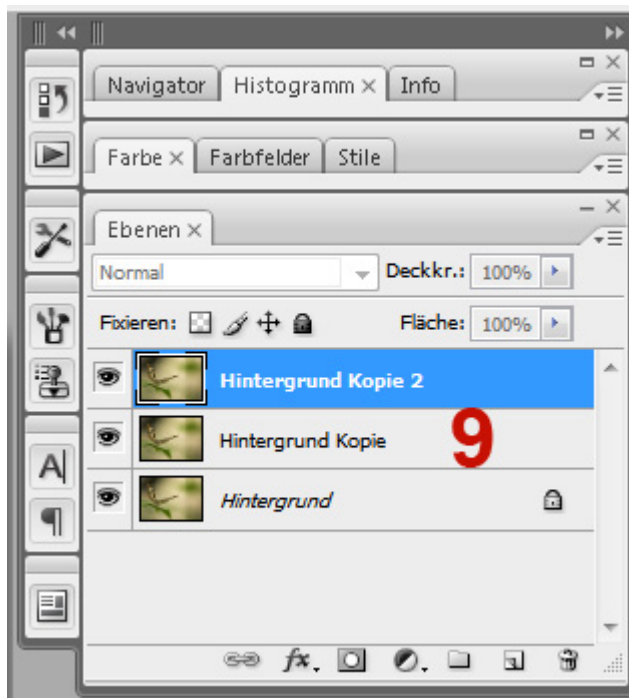 Navigator Histogramm × Info
Farbe × Farbfelder Stile
Ebenen ×
Normal Deckkr.: 100%
Fixieren: Fläche: 100%
Hintergrund Kopie 2
Hintergrund Kopie 9
Hintergrund
A
¶
fx.